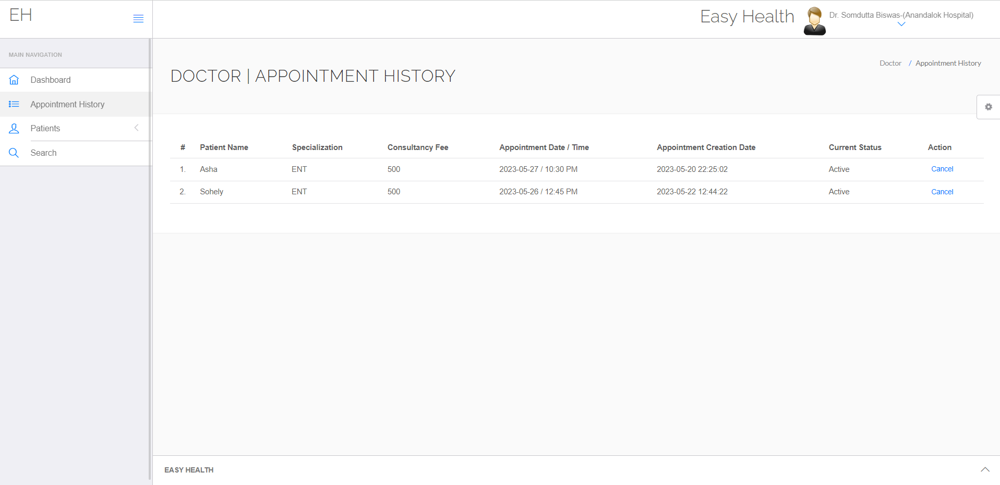 EH
Easy Health
Dr. Somdutta Biswas-(Anandalok Hospital)
MAIN NAVIGATION
Dashboard
Appointment History
Patients
Search
DOCTOR | APPOINTMENT HISTORY
Doctor / Appointment History
# Patient Name Specialization Consultancy Fee Appointment Date / Time Appointment Creation Date Current Status Action
1. Asha ENT 500 2023-05-27 / 10:30 PM 2023-05-20 22:25:02 Active Cancel
2. Sohely ENT 500 2023-05-26 / 12:45 PM 2023-05-22 12:44:22 Active Cancel
EASY HEALTH